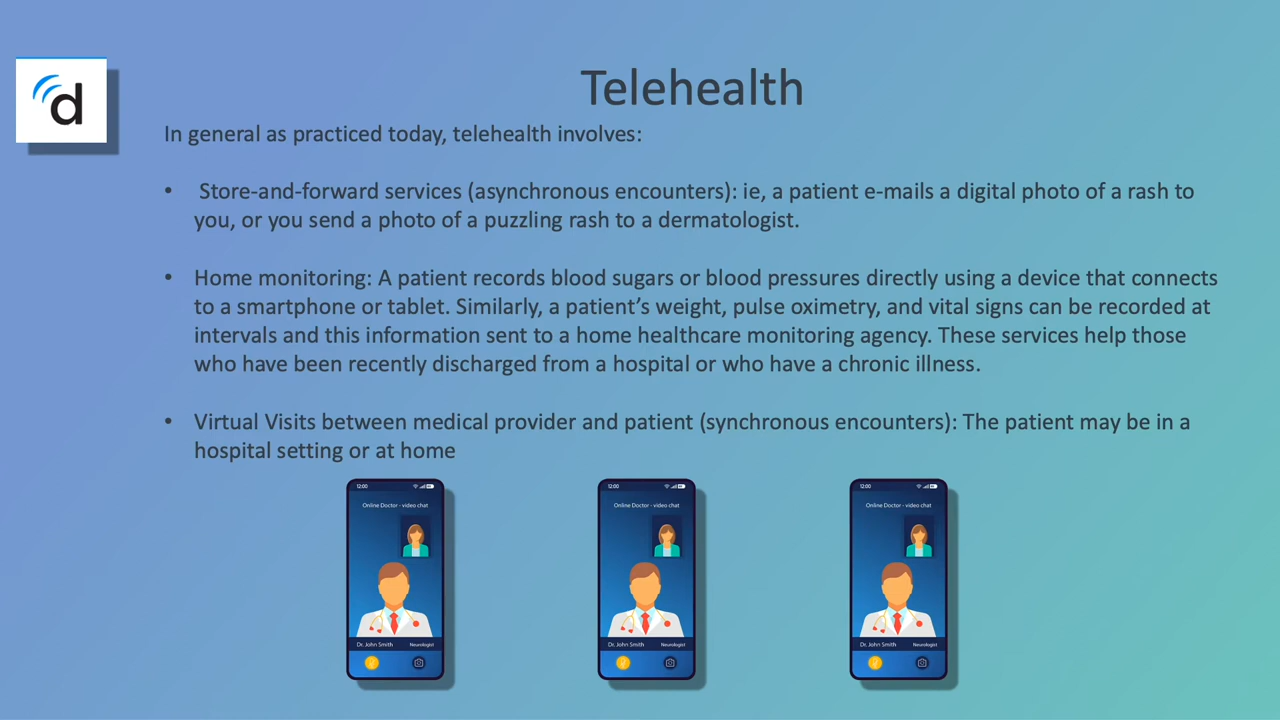 d
Telehealth
In general as practiced today, telehealth involves:
• Store-and-forward services (asynchronous encounters): ie, a patient e-mails a digital photo of a rash to
you, or you send a photo of a puzzling rash to a dermatologist.
• Home monitoring: A patient records blood sugars or blood pressures directly using a device that connects
to a smartphone or tablet. Similarly, a patient’s weight, pulse oximetry, and vital signs can be recorded at
intervals and this information sent to a home healthcare monitoring agency. These services help those
who have been recently discharged from a hospital or who have a chronic illness.
• Virtual Visits between medical provider and patient (synchronous encounters): The patient may be in a
hospital setting or at home
12:00
Online Doctor - video chat
Dr. John Smith Neurologist
12:00
Online Doctor - video chat
Dr. John Smith Neurologist
12:00
Online Doctor - video chat
Dr. John Smith Neurologist